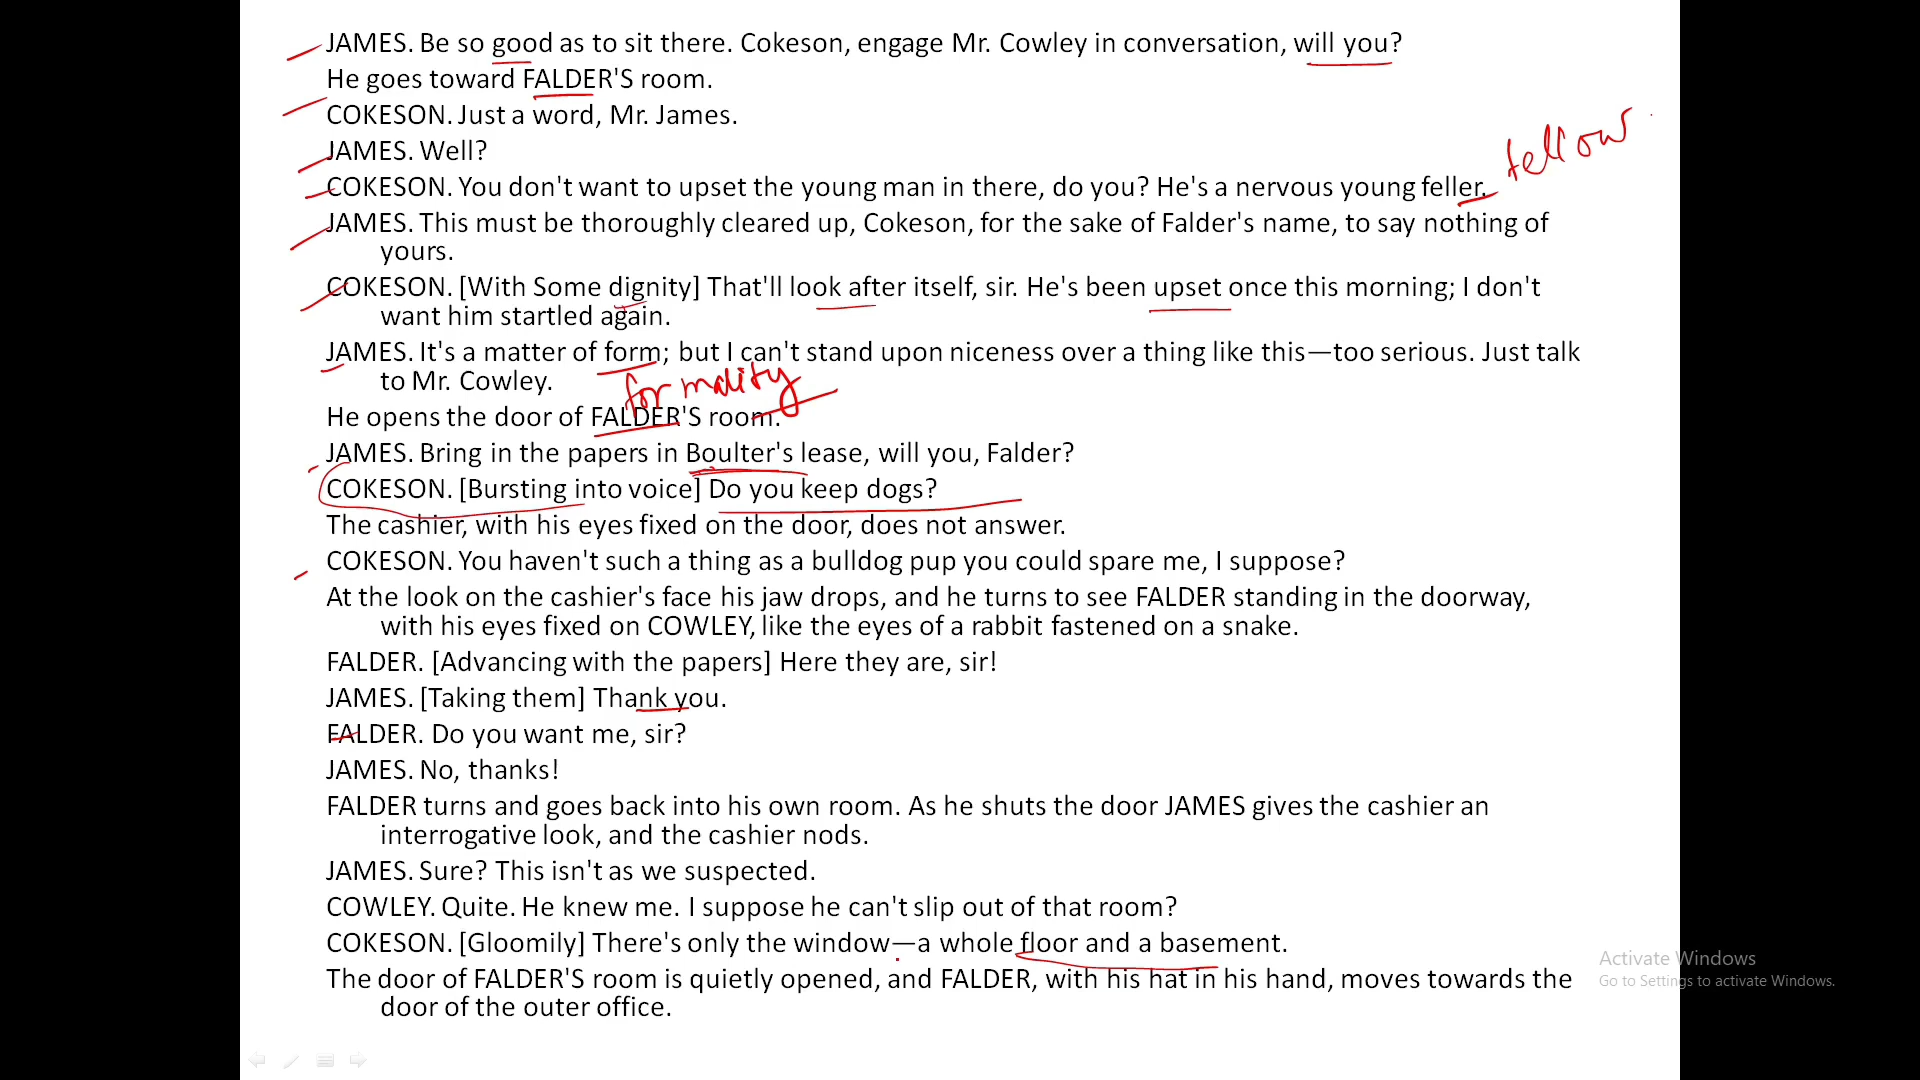 JAMES. Be so good as to sit there. Cokeson, engage Mr. Cowley in conversation, will you?
He goes toward FALDER'S room.
COKESON. Just a word, Mr. James.
JAMES. Well?
fellow
COKESON. You don't want to upset the young man in there, do you? He's a nervous young feller.
JAMES. This must be thoroughly cleared up, Cokeson, for the sake of Falder's name, to say nothing of
yours.
COKESON. [With Some dignity] That'll look after itself, sir. He's been upset once this morning; I don't
want him startled again.
JAMES. It's a matter of form; but I can't stand upon niceness over a thing like this—too serious. Just talk
to Mr. Cowley.
formality
He opens the door of FALDER'S room.
JAMES. Bring in the papers in Boulter's lease, will you, Falder?
COKESON. [Bursting into voice] Do you keep dogs?
The cashier, with his eyes fixed on the door, does not answer.
COKESON. You haven't such a thing as a bulldog pup you could spare me, I suppose?
At the look on the cashier's face his jaw drops, and he turns to see FALDER standing in the doorway,
with his eyes fixed on COWLEY, like the eyes of a rabbit fastened on a snake.
FALDER. [Advancing with the papers] Here they are, sir!
JAMES. [Taking them] Thank you.
FALDER. Do you want me, sir?
JAMES. No, thanks!
FALDER turns and goes back into his own room. As he shuts the door JAMES gives the cashier an
interrogative look, and the cashier nods.
JAMES. Sure? This isn't as we suspected.
COWLEY. Quite. He knew me. I suppose he can't slip out of that room?
COKESON. [Gloomily] There's only the window—a whole floor and a basement.
The door of FALDER'S room is quietly opened, and FALDER, with his hat in his hand, moves towards the
door of the outer office.
Activate Windows
Go to Settings to activate Windows.